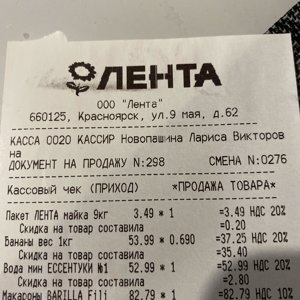 ЛЕНТА
ООО "Лента"
660125, Красноярск, ул.9 мая, д.62
КАССА 0020 КАССИР Новопашина Лариса Викторов
на
ДОКУМЕНТ НА ПРОДАЖУ N:298 СМЕНА N:0276
Кассовый чек (ПРИХОД) *ПРОДАЖА ТОВАРА*
Пакет ЛЕНТА майка 9кг 3.49 * 1 =3.49 НДС 20%
Скидка на товар составила =0.20
Бананы вес 1кг 53.99 * 0.690 =37.25 НДС 20%
Скидка на товар составила =35.40
Вода мин ЕССЕНТУКИ №1 52.99 * 1 =52.99 НДС 20%
Скидка на товар составила =2.80
Макароны BARILLA Fili 82.79 * 1 =82.79 НДС 10%